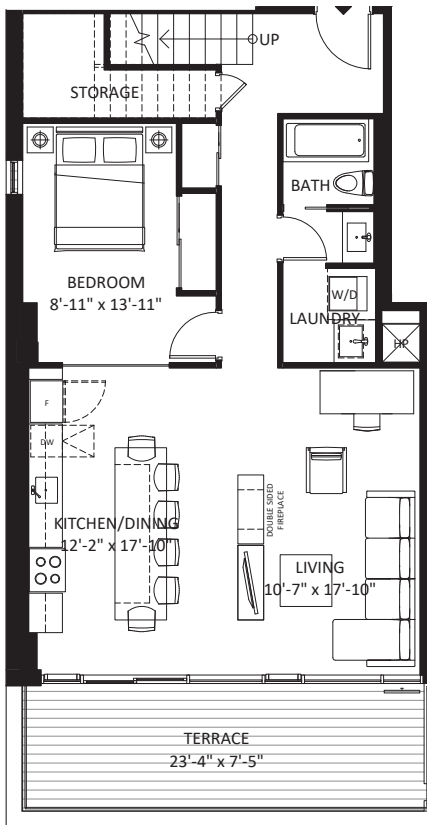 UP
STORAGE
BATH
BEDROOM
8'-11" x 13'-11"
W/D
LAUNDRY
HP
F
DW
DOUBLE SIDED
FIREPLACE
KITCHEN/DINING
12'-2" x 17'-10"
LIVING
10'-7" x 17'-10"
TERRACE
23'-4" x 7'-5"